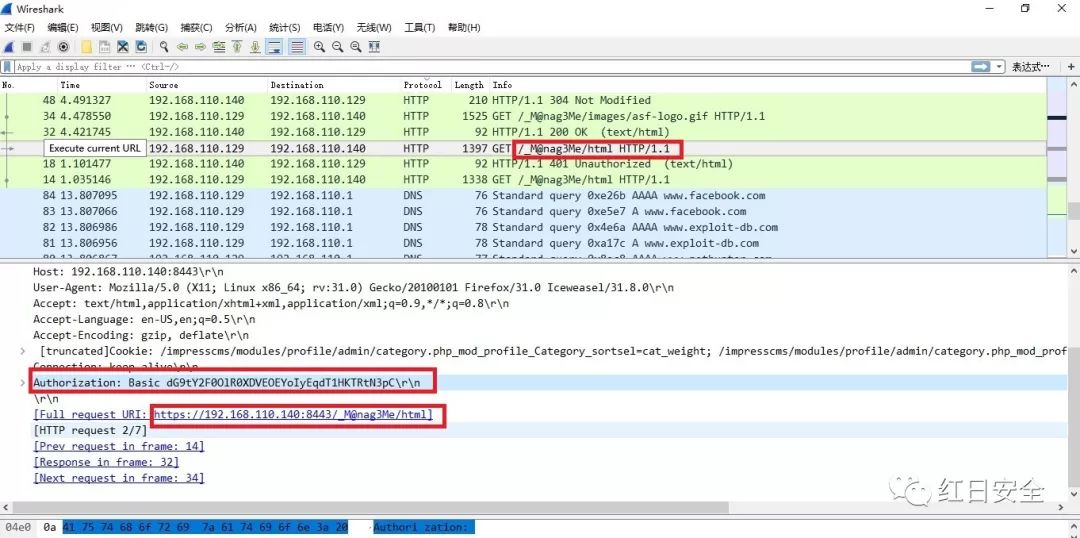 Wireshark
文件(F) 编辑(E) 视图(V) 跳转(G) 捕获(C) 分析(A) 统计(S) 电话(Y) 无线(W) 工具(T) 帮助(H)
Apply a display filter … <Ctrl-/> 表达式… +
No. Time Source Destination Protocol Length Info
48 4.491327 192.168.110.140 192.168.110.129 HTTP 210 HTTP/1.1 304 Not Modified
34 4.478550 192.168.110.129 192.168.110.140 HTTP 1525 GET /_M@nag3Me/images/asf-logo.gif HTTP/1.1
32 4.421745 192.168.110.140 192.168.110.129 HTTP 92 HTTP/1.1 200 OK (text/html)
Execute current URL 192.168.110.129 192.168.110.140 HTTP 1397 GET /_M@nag3Me/html HTTP/1.1
18 1.101477 192.168.110.140 192.168.110.129 HTTP 92 HTTP/1.1 401 Unauthorized (text/html)
14 1.035146 192.168.110.129 192.168.110.140 HTTP 1338 GET /_M@nag3Me/html HTTP/1.1
84 13.807095 192.168.110.129 192.168.110.1 DNS 76 Standard query 0xe26b AAAA www.facebook.com
83 13.807066 192.168.110.129 192.168.110.1 DNS 76 Standard query 0xe5e7 A www.facebook.com
82 13.806986 192.168.110.129 192.168.110.1 DNS 78 Standard query 0x4e6a AAAA www.exploit-db.com
81 13.806956 192.168.110.129 192.168.110.1 DNS 78 Standard query 0xa17c A www.exploit-db.com
Host: 192.168.110.140:8443\r\n
User-Agent: Mozilla/5.0 (X11; Linux x86_64; rv:31.0) Gecko/20100101 Firefox/31.0 Iceweasel/31.8.0\r\n
Accept: text/html,application/xhtml+xml,application/xml;q=0.9,*/*;q=0.8\r\n
Accept-Language: en-US,en;q=0.5\r\n
Accept-Encoding: gzip, deflate\r\n
[truncated]Cookie: /impresscms/modules/profile/admin/category.php_mod_profile_Category_sortsel=cat_weight; /impresscms/modules/profile/admin/category.php_mod_prof
Connection: keep-alive\r\n
Authorization: Basic dG9tY2F0OlR0XDVEOEYoIyEqdT1HKTRtN3pC\r\n
\r\n
[Full request URI: https://192.168.110.140:8443/_M@nag3Me/html]
[HTTP request 2/7]
[Prev request in frame: 14]
[Response in frame: 32]
[Next request in frame: 34]
红日安全
04e0 0a 41 75 74 68 6f 72 69 7a 61 74 69 6f 6e 3a 20 ·Authori zation: